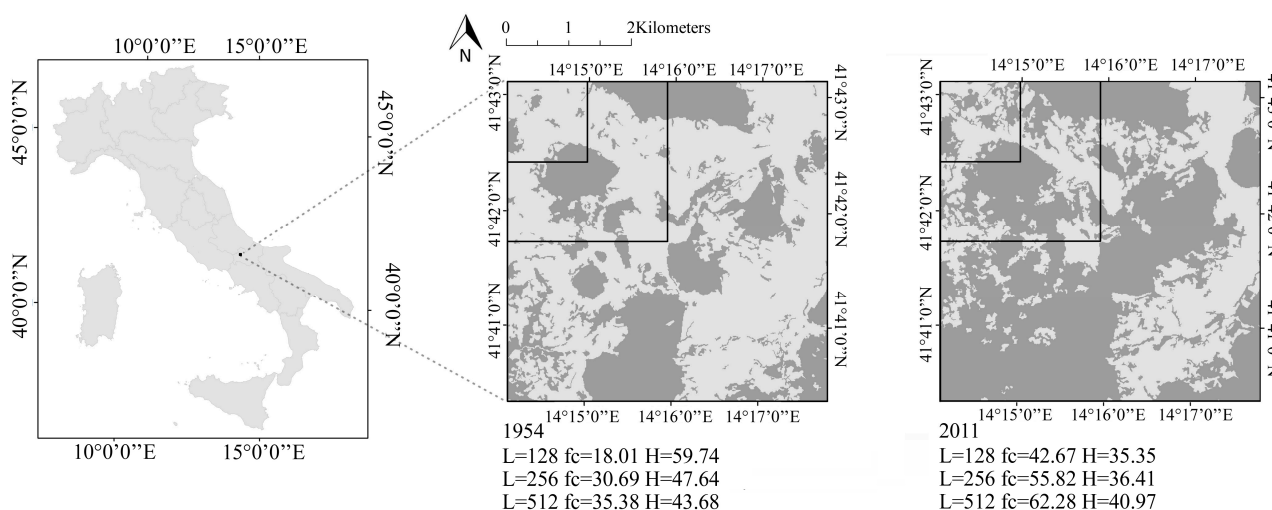 10°0’0’’E 15°0’0’’E
45°0’0’’N
40°0’0’’N
45°0’0’’N
40°0’0’’N
10°0’0’’E 15°0’0’’E
N
0 1 2Kilometers
14°15’0’’E 14°16’0’’E 14°17’0’’E
41°43’0’’N
41°42’0’’N
41°41’0’’N
41°43’0’’N
41°42’0’’N
41°41’0’’N
14°15’0’’E 14°16’0’’E 14°17’0’’E
1954
L=128 fc=18.01 H=59.74
L=256 fc=30.69 H=47.64
L=512 fc=35.38 H=43.68
14°15’0’’E 14°16’0’’E 14°17’0’’E
41°43’0’’N
41°42’0’’N
41°41’0’’N
14°15’0’’E 14°16’0’’E 14°17’0’’E
2011
L=128 fc=42.67 H=35.35
L=256 fc=55.82 H=36.41
L=512 fc=62.28 H=40.97